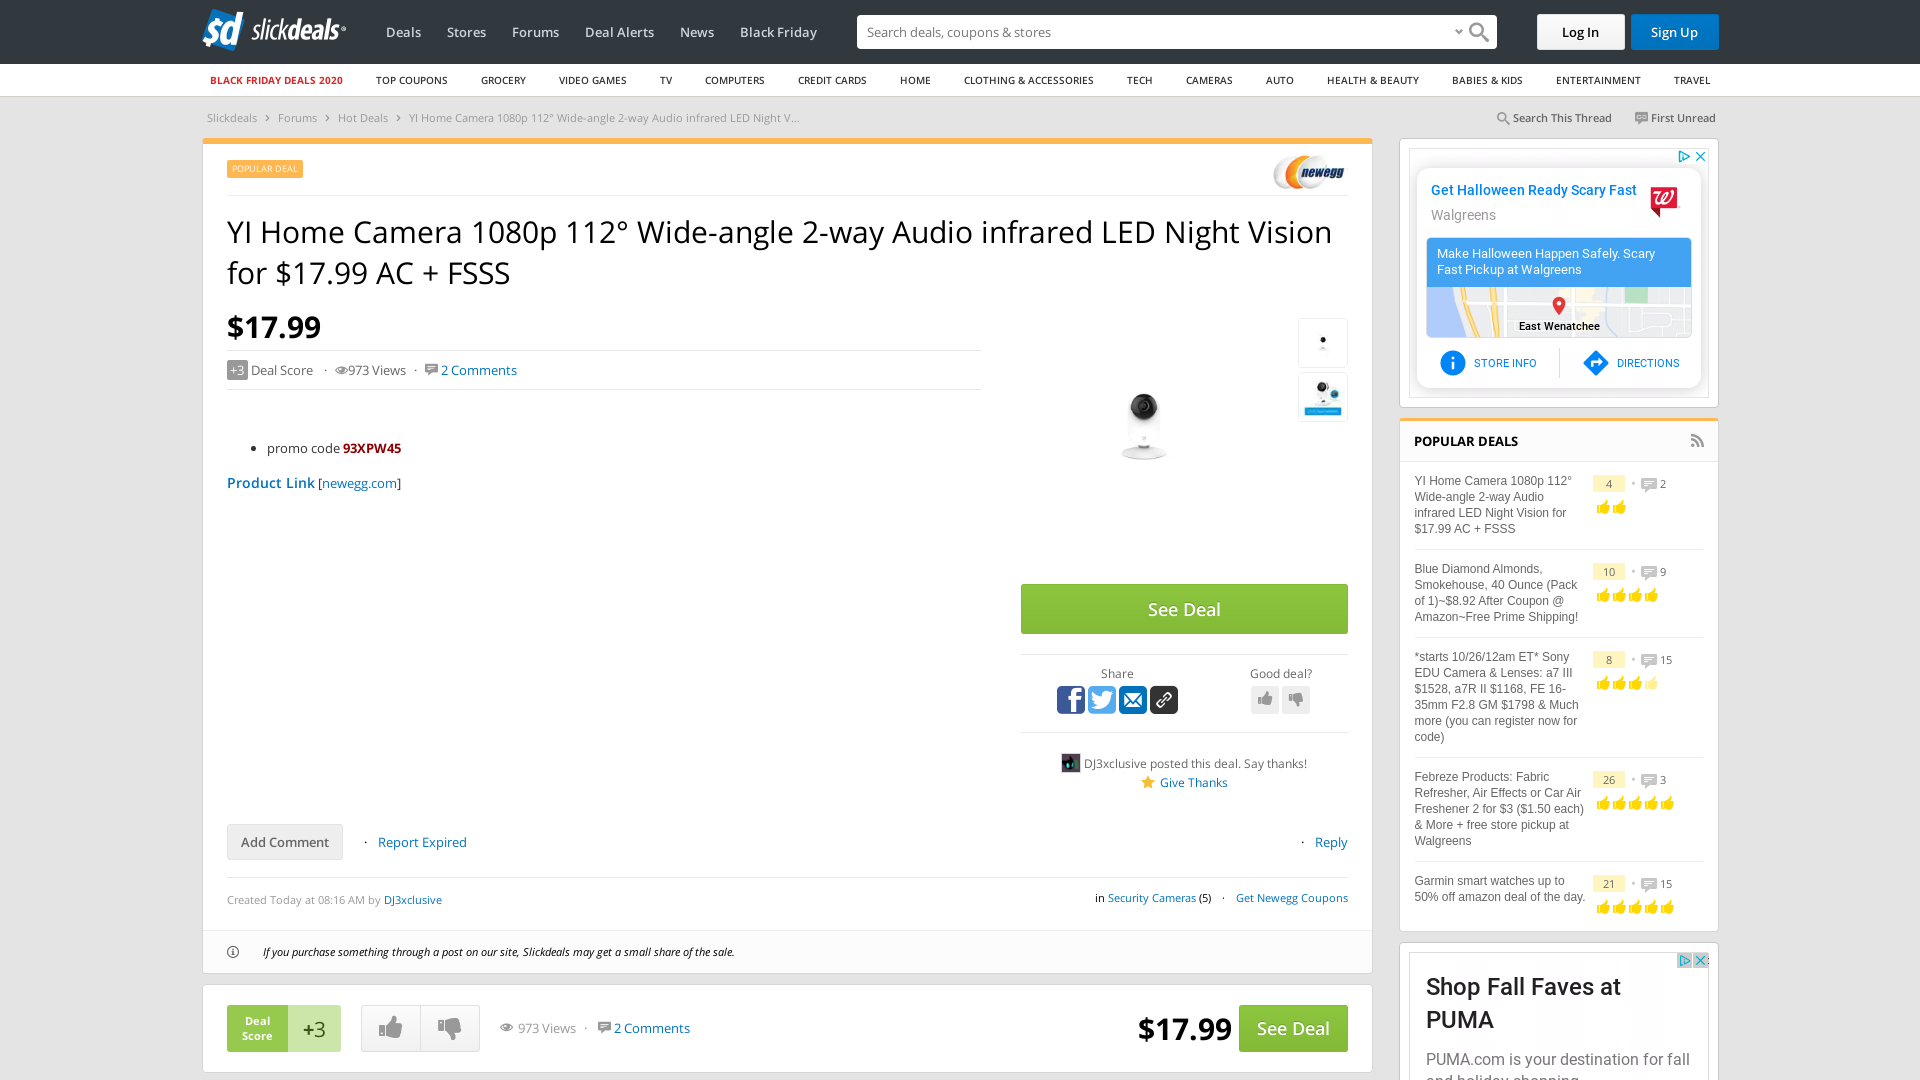 slickdeals
Deals
Stores
Forums
Deal Alerts
News
Black Friday
Search deals, coupons & stores
Log In
Sign Up
BLACK FRIDAY DEALS 2020
TOP COUPONS
GROCERY
VIDEO GAMES
TV
COMPUTERS
CREDIT CARDS
HOME
CLOTHING & ACCESSORIES
TECH
CAMERAS
AUTO
HEALTH & BEAUTY
BABIES & KIDS
ENTERTAINMENT
TRAVEL
Slickdeals › Forums › Hot Deals › YI Home Camera 1080p 112° Wide-angle 2-way Audio infrared LED Night V...
Search This Thread
First Unread
POPULAR DEAL
newegg
YI Home Camera 1080p 112° Wide-angle 2-way Audio infrared LED Night Vision
for $17.99 AC + FSSS
$17.99
+3 Deal Score · 973 Views · 2 Comments
• promo code 93XPW45
Product Link [newegg.com]
See Deal
Share
Good deal?
DJ3xclusive posted this deal. Say thanks!
Give Thanks
Add Comment
· Report Expired
· Reply
Created Today at 08:16 AM by DJ3xclusive
in Security Cameras (5) · Get Newegg Coupons
If you purchase something through a post on our site, Slickdeals may get a small share of the sale.
Deal
Score
+3
973 Views · 2 Comments
$17.99
See Deal
Get Halloween Ready Scary Fast
Walgreens
Make Halloween Happen Safely. Scary
Fast Pickup at Walgreens
East Wenatchee
STORE INFO
DIRECTIONS
POPULAR DEALS
YI Home Camera 1080p 112°
Wide-angle 2-way Audio
infrared LED Night Vision for
$17.99 AC + FSSS
4 • 2
Blue Diamond Almonds,
Smokehouse, 40 Ounce (Pack
of 1)~$8.92 After Coupon @
Amazon~Free Prime Shipping!
10 • 9
*starts 10/26/12am ET* Sony
EDU Camera & Lenses: a7 III
$1528, a7R II $1168, FE 16-
35mm F2.8 GM $1798 & Much
more (you can register now for
code)
8 • 15
Febreze Products: Fabric
Refresher, Air Effects or Car Air
Freshener 2 for $3 ($1.50 each)
& More + free store pickup at
Walgreens
26 • 3
Garmin smart watches up to
50% off amazon deal of the day.
21 • 15
Shop Fall Faves at
PUMA
PUMA.com is your destination for fall
and holiday shopping